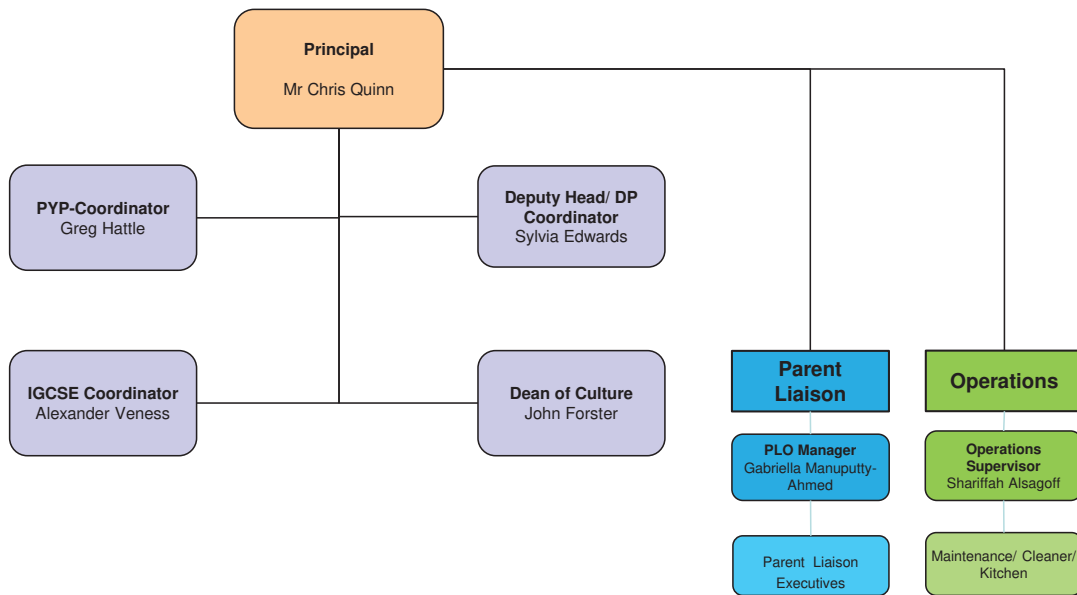 Principal
Mr Chris Quinn
PYP-Coordinator
Greg Hattle
Deputy Head/ DP
Coordinator
Sylvia Edwards
IGCSE Coordinator
Alexander Veness
Dean of Culture
John Forster
Parent
Liaison
Operations
PLO Manager
Gabriella Manuputty-
Ahmed
Operations
Supervisor
Shariffah Alsagoff
Parent Liaison
Executives
Maintenance/ Cleaner/
Kitchen